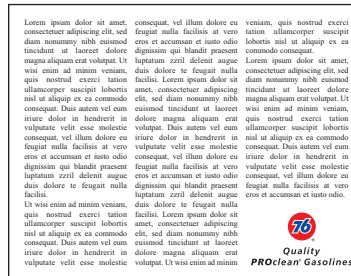 Lorem ipsum dolor sit amet,
consectetuer adipiscing elit, sed
diam nonummy nibh euismod
tincidunt ut laoreet dolore
magna aliquam erat volutpat. Ut
wisi enim ad minim veniam,
quis nostrud exerci tation
ullamcorper suscipit lobortis
nisl ut aliquip ex ea commodo
consequat. Duis autem vel eum
iriure dolor in hendrerit in
vulputate velit esse molestie
consequat, vel illum dolore eu
feugiat nulla facilisis at vero
eros et accumsan et iusto odio
dignissim qui blandit praesent
luptatum zzril delenit augue
duis dolore te feugait nulla
facilisi.
Ut wisi enim ad minim veniam,
quis nostrud exerci tation
ullamcorper suscipit lobortis
nisl ut aliquip ex ea commodo
consequat. Duis autem vel eum
iriure dolor in hendrerit in
vulputate velit esse molestie
consequat, vel illum dolore eu
feugiat nulla facilisis at vero
eros et accumsan et iusto odio
dignissim qui blandit praesent
luptatum zzril delenit augue
duis dolore te feugait nulla
facilisi. Lorem ipsum dolor sit
amet, consectetuer adipiscing
elit, sed diam nonummy nibh
euismod tincidunt ut laoreet
dolore magna aliquam erat
volutpat. Duis autem vel eum
iriure dolor in hendrerit in
vulputate velit esse molestie
consequat, vel illum dolore eu
feugiat nulla facilisis at vero
eros et accumsan et iusto odio
dignissim qui blandit praesent
luptatum zzril delenit augue
duis dolore te feugait nulla
facilisi. Lorem ipsum dolor sit
amet, consectetuer adipiscing
elit, sed diam nonummy nibh
euismod tincidunt ut laoreet
dolore magna aliquam erat
volutpat. Ut wisi enim ad minim
veniam, quis nostrud exerci
tation ullamcorper suscipit
lobortis nisl ut aliquip ex ea
commodo consequat.
Lorem ipsum dolor sit amet,
consectetuer adipiscing elit, sed
diam nonummy nibh euismod
tincidunt ut laoreet dolore
magna aliquam erat volutpat. Ut
wisi enim ad minim veniam,
quis nostrud exerci tation
ullamcorper suscipit lobortis
nisl ut aliquip ex ea commodo
consequat. Duis autem vel eum
iriure dolor in hendrerit in
vulputate velit esse molestie
consequat, vel illum dolore eu
feugiat nulla facilisis at vero
eros et accumsan et iusto odio
76
Quality
PROclean Gasolines